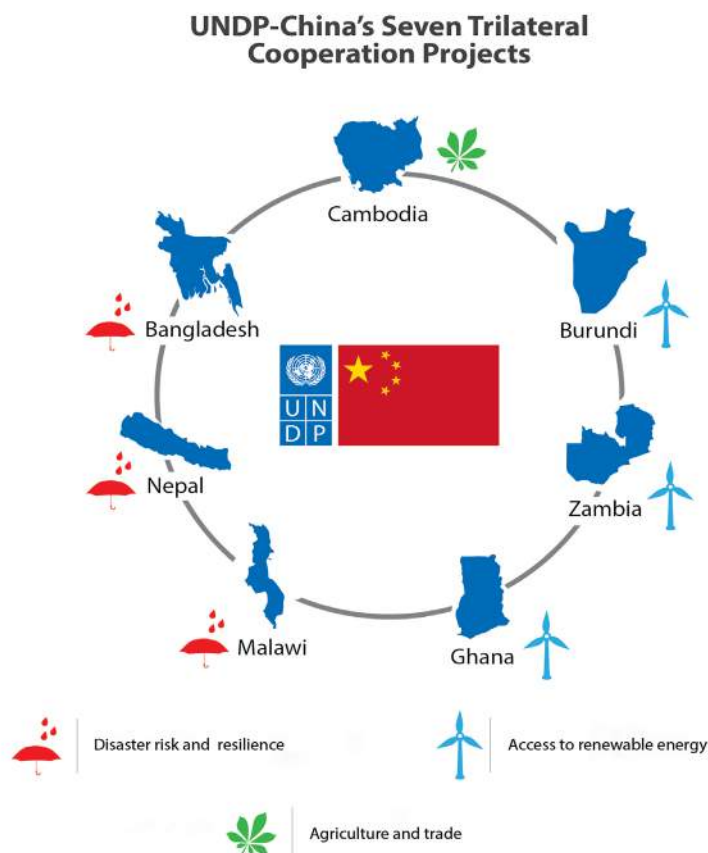 UNDP-China's Seven Trilateral
Cooperation Projects
Cambodia
Bangladesh
Burundi
U N
D P
Nepal
Zambia
Malawi
Ghana
Disaster risk and resilience
Access to renewable energy
Agriculture and trade